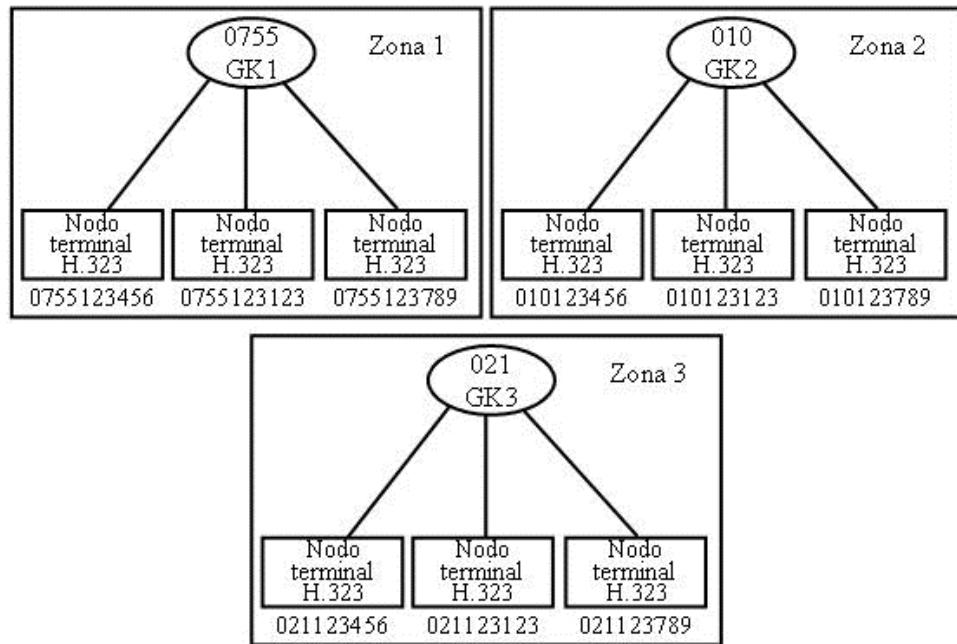 0755
GK1
Zona 1
Nodo
terminal
H.323
Nodo
terminal
H.323
Nodo
terminal
H.323
0755123456
0755123123
0755123789
010
GK2
Zona 2
Nodo
terminal
H.323
Nodo
terminal
H.323
Nodo
terminal
H.323
010123456
010123123
010123789
021
GK3
Zona 3
Nodo
terminal
H.323
Nodo
terminal
H.323
Nodo
terminal
H.323
021123456
021123123
021123789